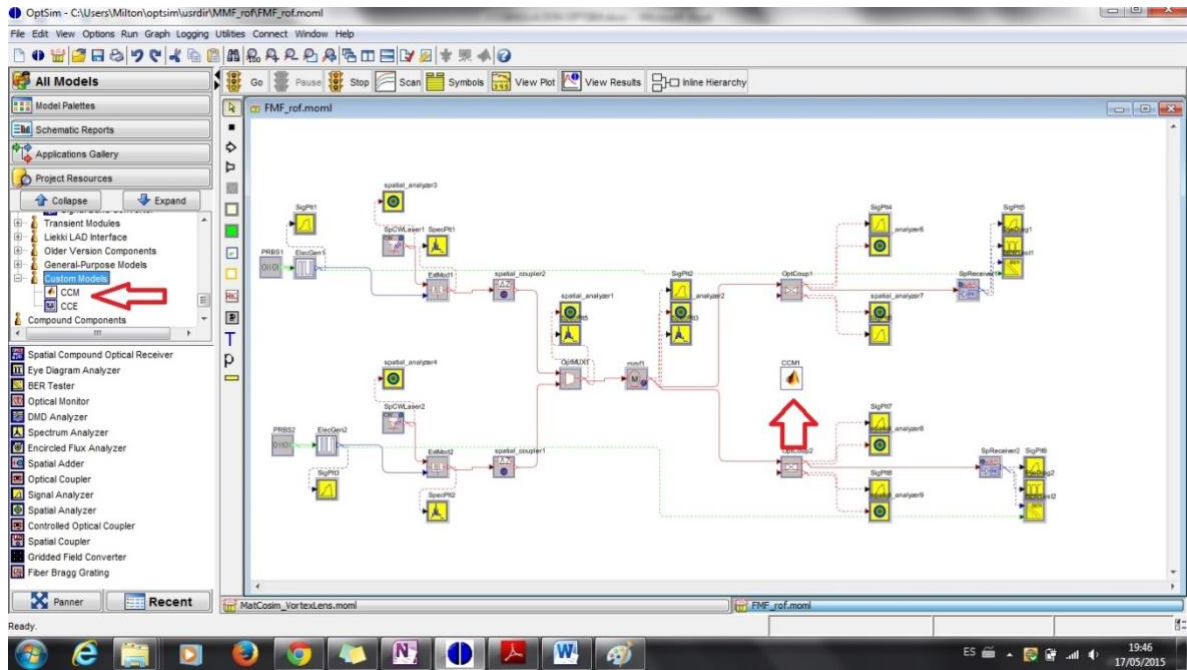 OptSim - C:\Users\Milton\optsim\usrdir\MMF_rof\FMF_rof.moml
File Edit View Options Run Graph Logging Utilities Connect Window Help
All Models
Go Pause Stop Scan Symbols View Plot View Results Inline Hierarchy
Model Palettes
Schematic Reports
Applications Gallery
Project Resources
Collapse Expand
Transient Modules
Liekki LAD Interface
Older Version Components
General-Purpose Models
Custom Models
CCM
CCE
Compound Components
Spatial Compound Optical Receiver
Eye Diagram Analyzer
BER Tester
Optical Monitor
DMD Analyzer
Spectrum Analyzer
Encircled Flux Analyzer
Spatial Adder
Optical Coupler
Signal Analyzer
Spatial Analyzer
Controlled Optical Coupler
Spatial Coupler
Gridded Field Converter
Fiber Bragg Grating
Panner Recent
FMF_rof.moml
spatial_analyzer3
SigPlt1
SpCWLaser1 SpecPlt1
PRBS1 ElecGen1
ExtMod1
spatial_coupler2
SigPlt2
spatial_analyzer1
OptMUX1
mmf1
SigPlt4
OptCoup1
spatial_analyzer7
SigPlt5
SpReceiver1
CCM1
spatial_analyzer4
SpCWLaser2
PRBS2 ElecGen2
ExtMod2
spatial_coupler1
SigPlt3
SpecPlt2
SigPlt7
OptCoup2
SigPlt8
SpReceiver2 SigPlt9
MatCosim_VortexLens.moml FMF_rof.moml
Ready.
ES 19:46
17/05/2015